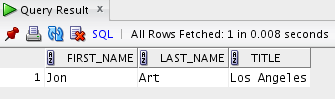 Query Result ×
SQL | All Rows Fetched: 1 in 0.008 seconds
FIRST_NAME LAST_NAME TITLE
1 Jon Art Los Angeles